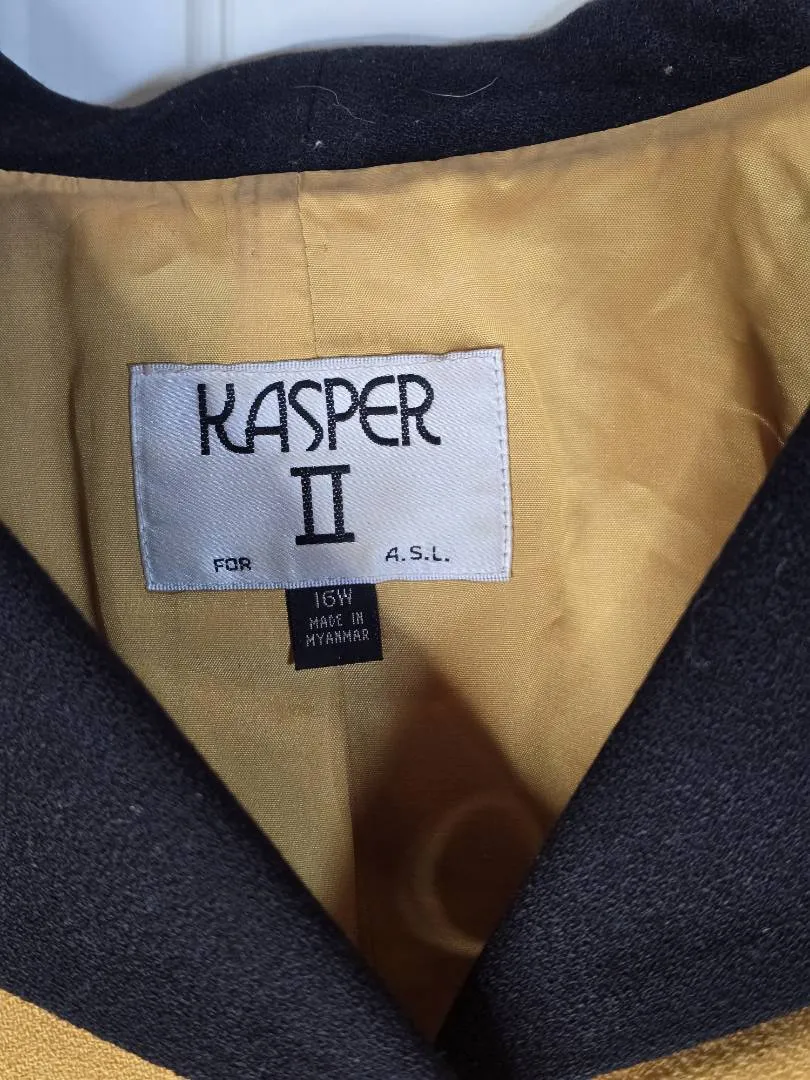 KASPER
II
FOR A.S.L.
16W
MADE IN
MYANMAR